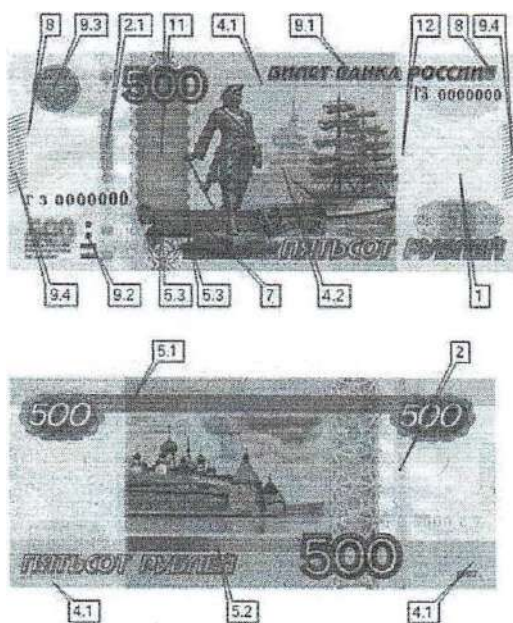 8 9.3 2.1 11 4.1 9.1 12 8 9.4
500 БИЛЕТ БАНКА РОССИИ
ГЗ 0000000
ГЗ 0000000
ПЯТЬСОТ РУБЛЕЙ
9.4 9.2 5.3 5.3 7 4.2 1
5.1 2
500 500
500
ПЯТЬСОТ РУБЛЕЙ
4.1 5.2 4.1